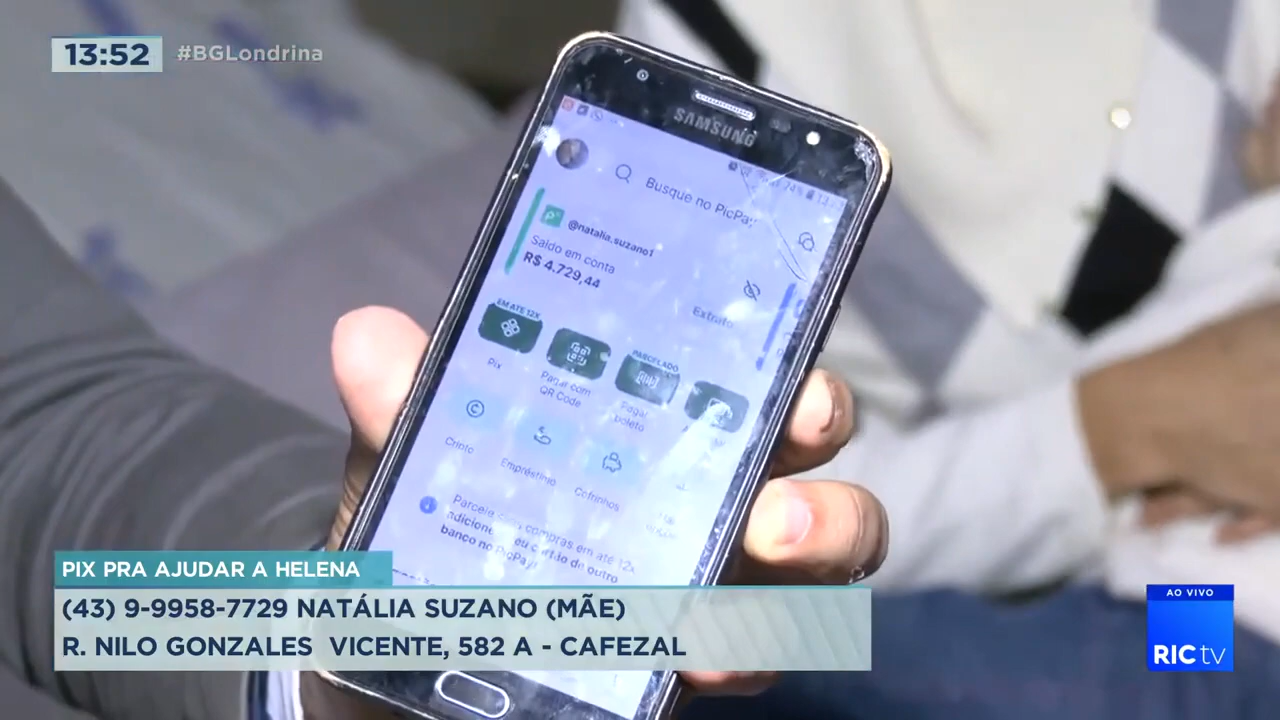 13:52 #BGLondrina
SAMSUNG
Busque no PicPay
@natalia.suzano1
Saldo em conta
R$ 4.729,44
Extrato
EM ATÉ 12X
PARCELADO
Pix
Pagar com
QR Code
Pagar
boleto
Cripto
Empréstimo
Cofrinhos
Parcele compras em até 12x
adicion eu cartão de outro
banco no PicPay!
PIX PRA AJUDAR A HELENA
(43) 9-9958-7729 NATÁLIA SUZANO (MÃE)
R. NILO GONZALES VICENTE, 582 A - CAFEZAL
AO VIVO
RIC tv